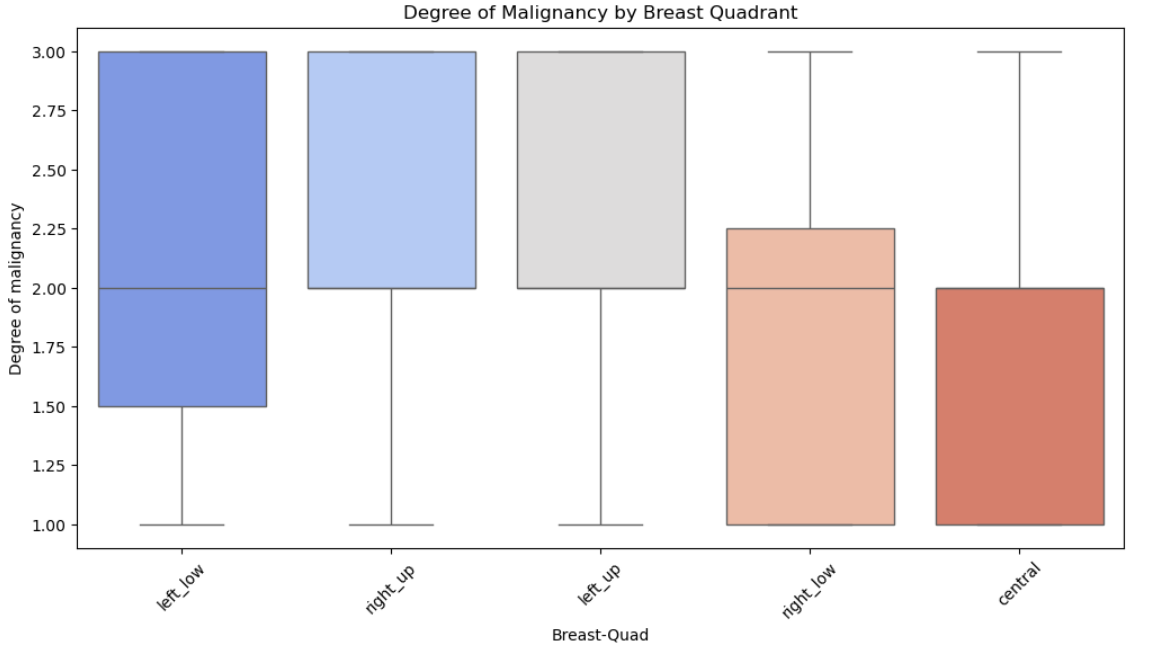 Degree of Malignancy by Breast Quadrant
Degree of malignancy
3.00
2.75
2.50
2.25
2.00
1.75
1.50
1.25
1.00
left_low
right_up
left_up
right_low
central
Breast-Quad